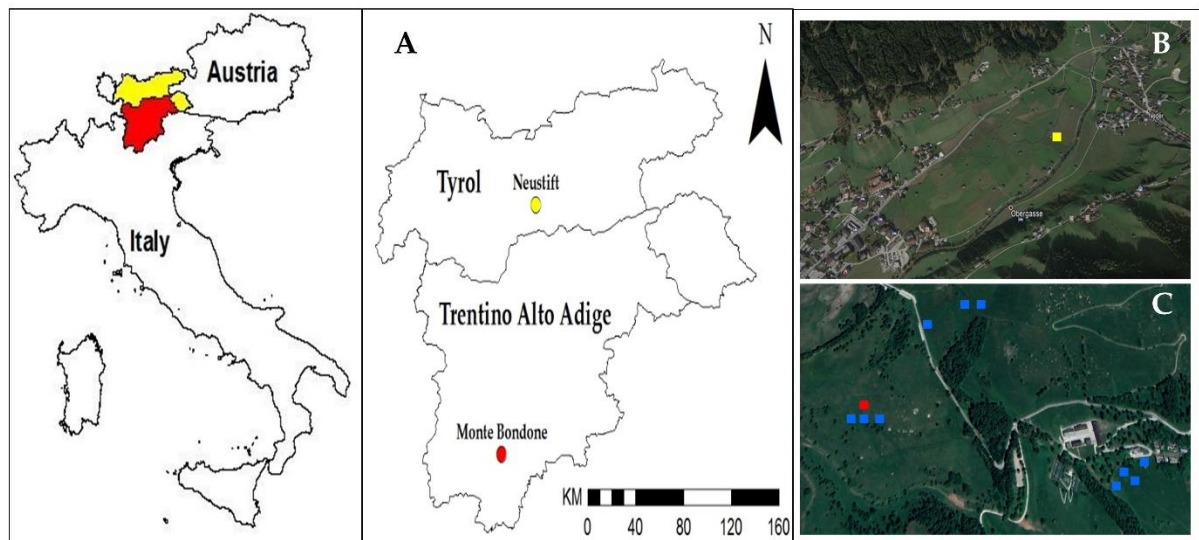 Austria
Italy
A
N
Tyrol
Neustift
Trentino Alto Adige
Monte Bondone
KM
0 40 80 120 160
B
Obergasse
C